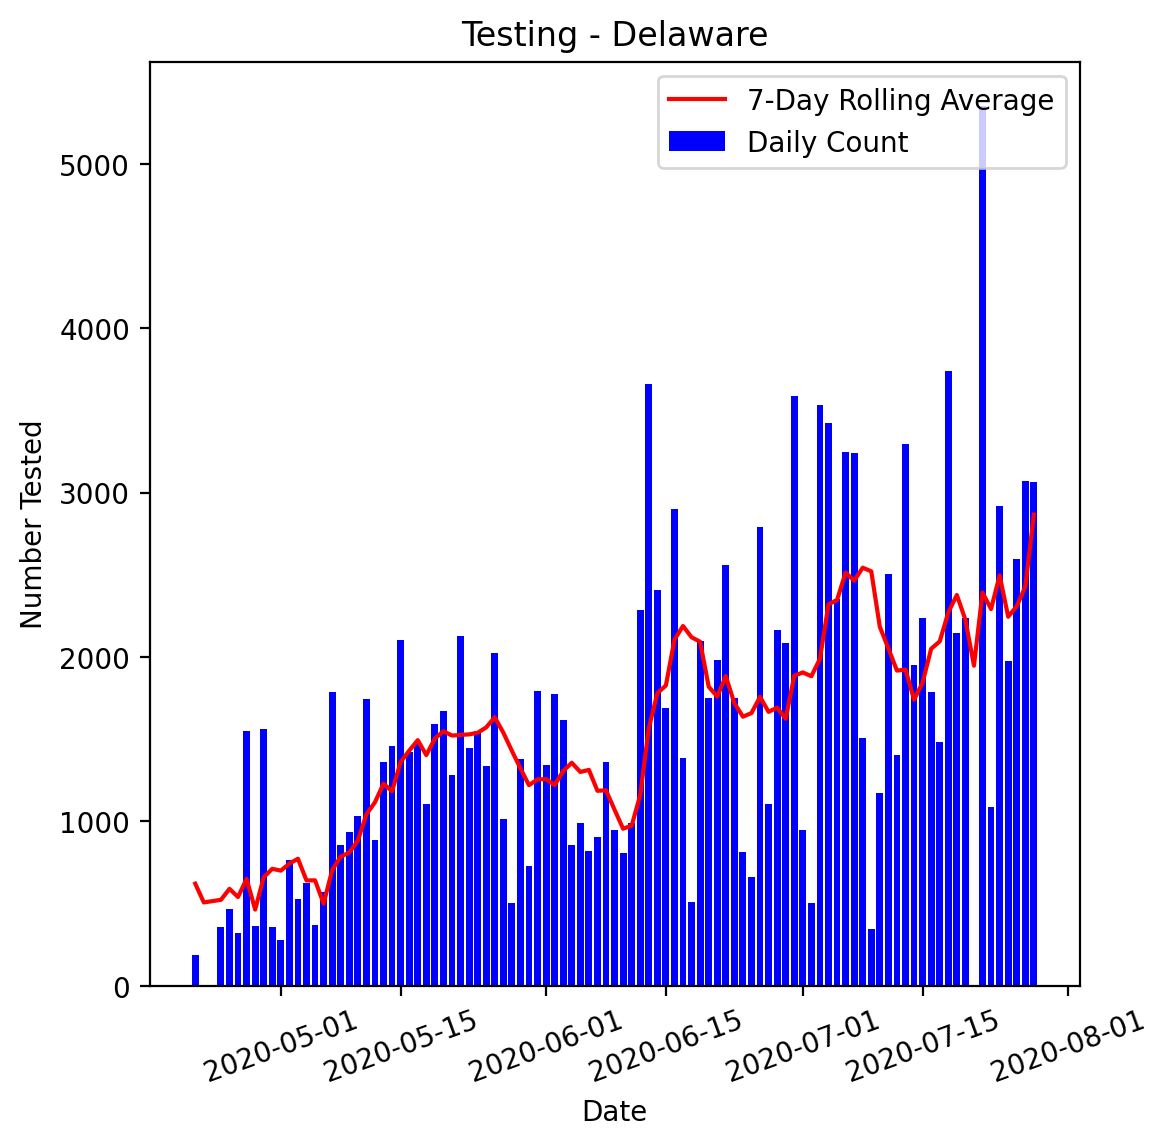 Testing - Delaware
7-Day Rolling Average
Daily Count
5000
4000
3000
2000
1000
0
Number Tested
2020-05-01
2020-05-15
2020-06-01
2020-06-15
2020-07-01
2020-07-15
2020-08-01
Date